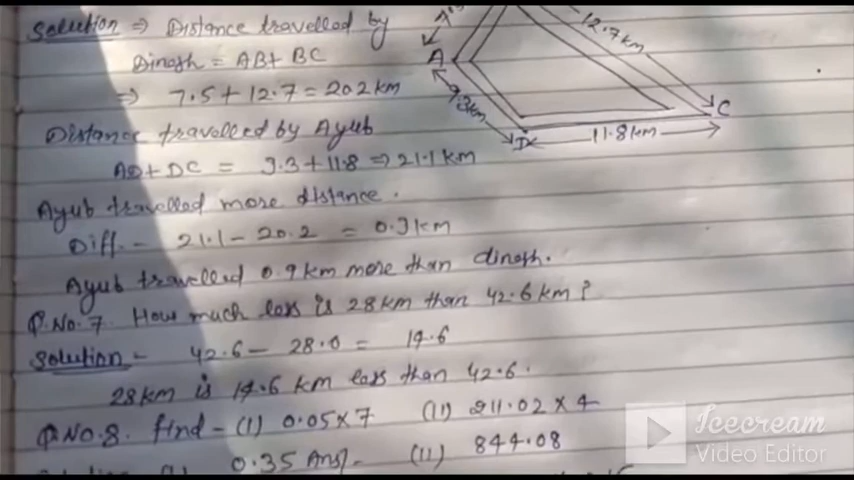 Solution ⇒ Distance travelled by
Dinesh = AB + BC
⇒ 7.5 + 12.7 = 20.2 km
Distance travelled by Ayub
AD + DC = 9.3 + 11.8 ⇒ 21.1 km
Ayub travelled more distance.
Diff. - 21.1 - 20.2 = 0.9 km
Ayub travelled 0.9 km more than dinesh.
Q.No.7. How much less is 28 km than 42.6 km?
Solution - 42.6 - 28.0 = 14.6
28km is 14.6 km less than 42.6.
Q.No.8. find - (I) 0.05 × 7 (II) 211.02 × 4
0.35 Ans. (II) 844.08
A
12.7 km
9.3km
C
D
11.8 km
Icecream
Video Editor